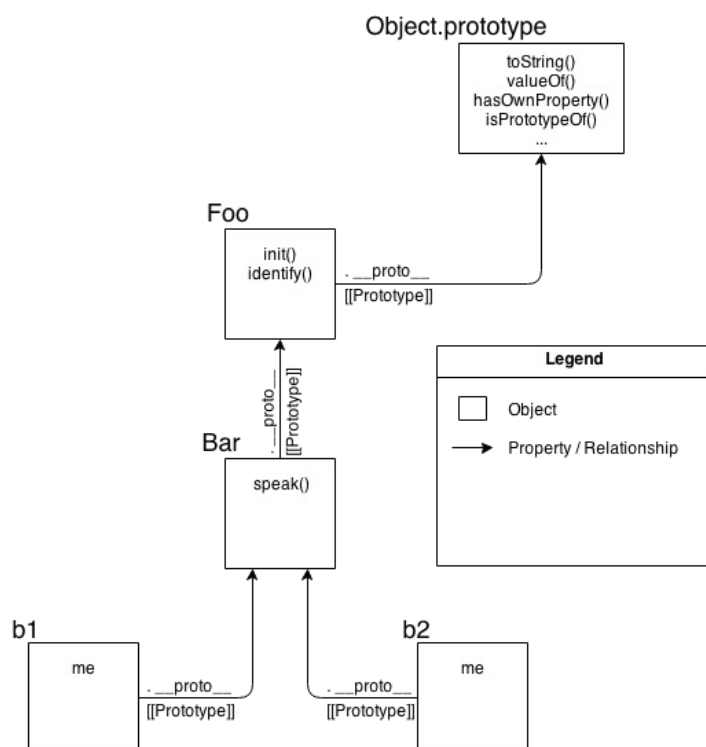 Object.prototype
toString()
valueOf()
hasOwnProperty()
isPrototypeOf()
...
Foo
init()
identify()
. __proto__
[[Prototype]]
. __proto__
[[Prototype]]
Legend
Object
Property / Relationship
Bar
speak()
b1
me
. __proto__
[[Prototype]]
b2
me
. __proto__
[[Prototype]]